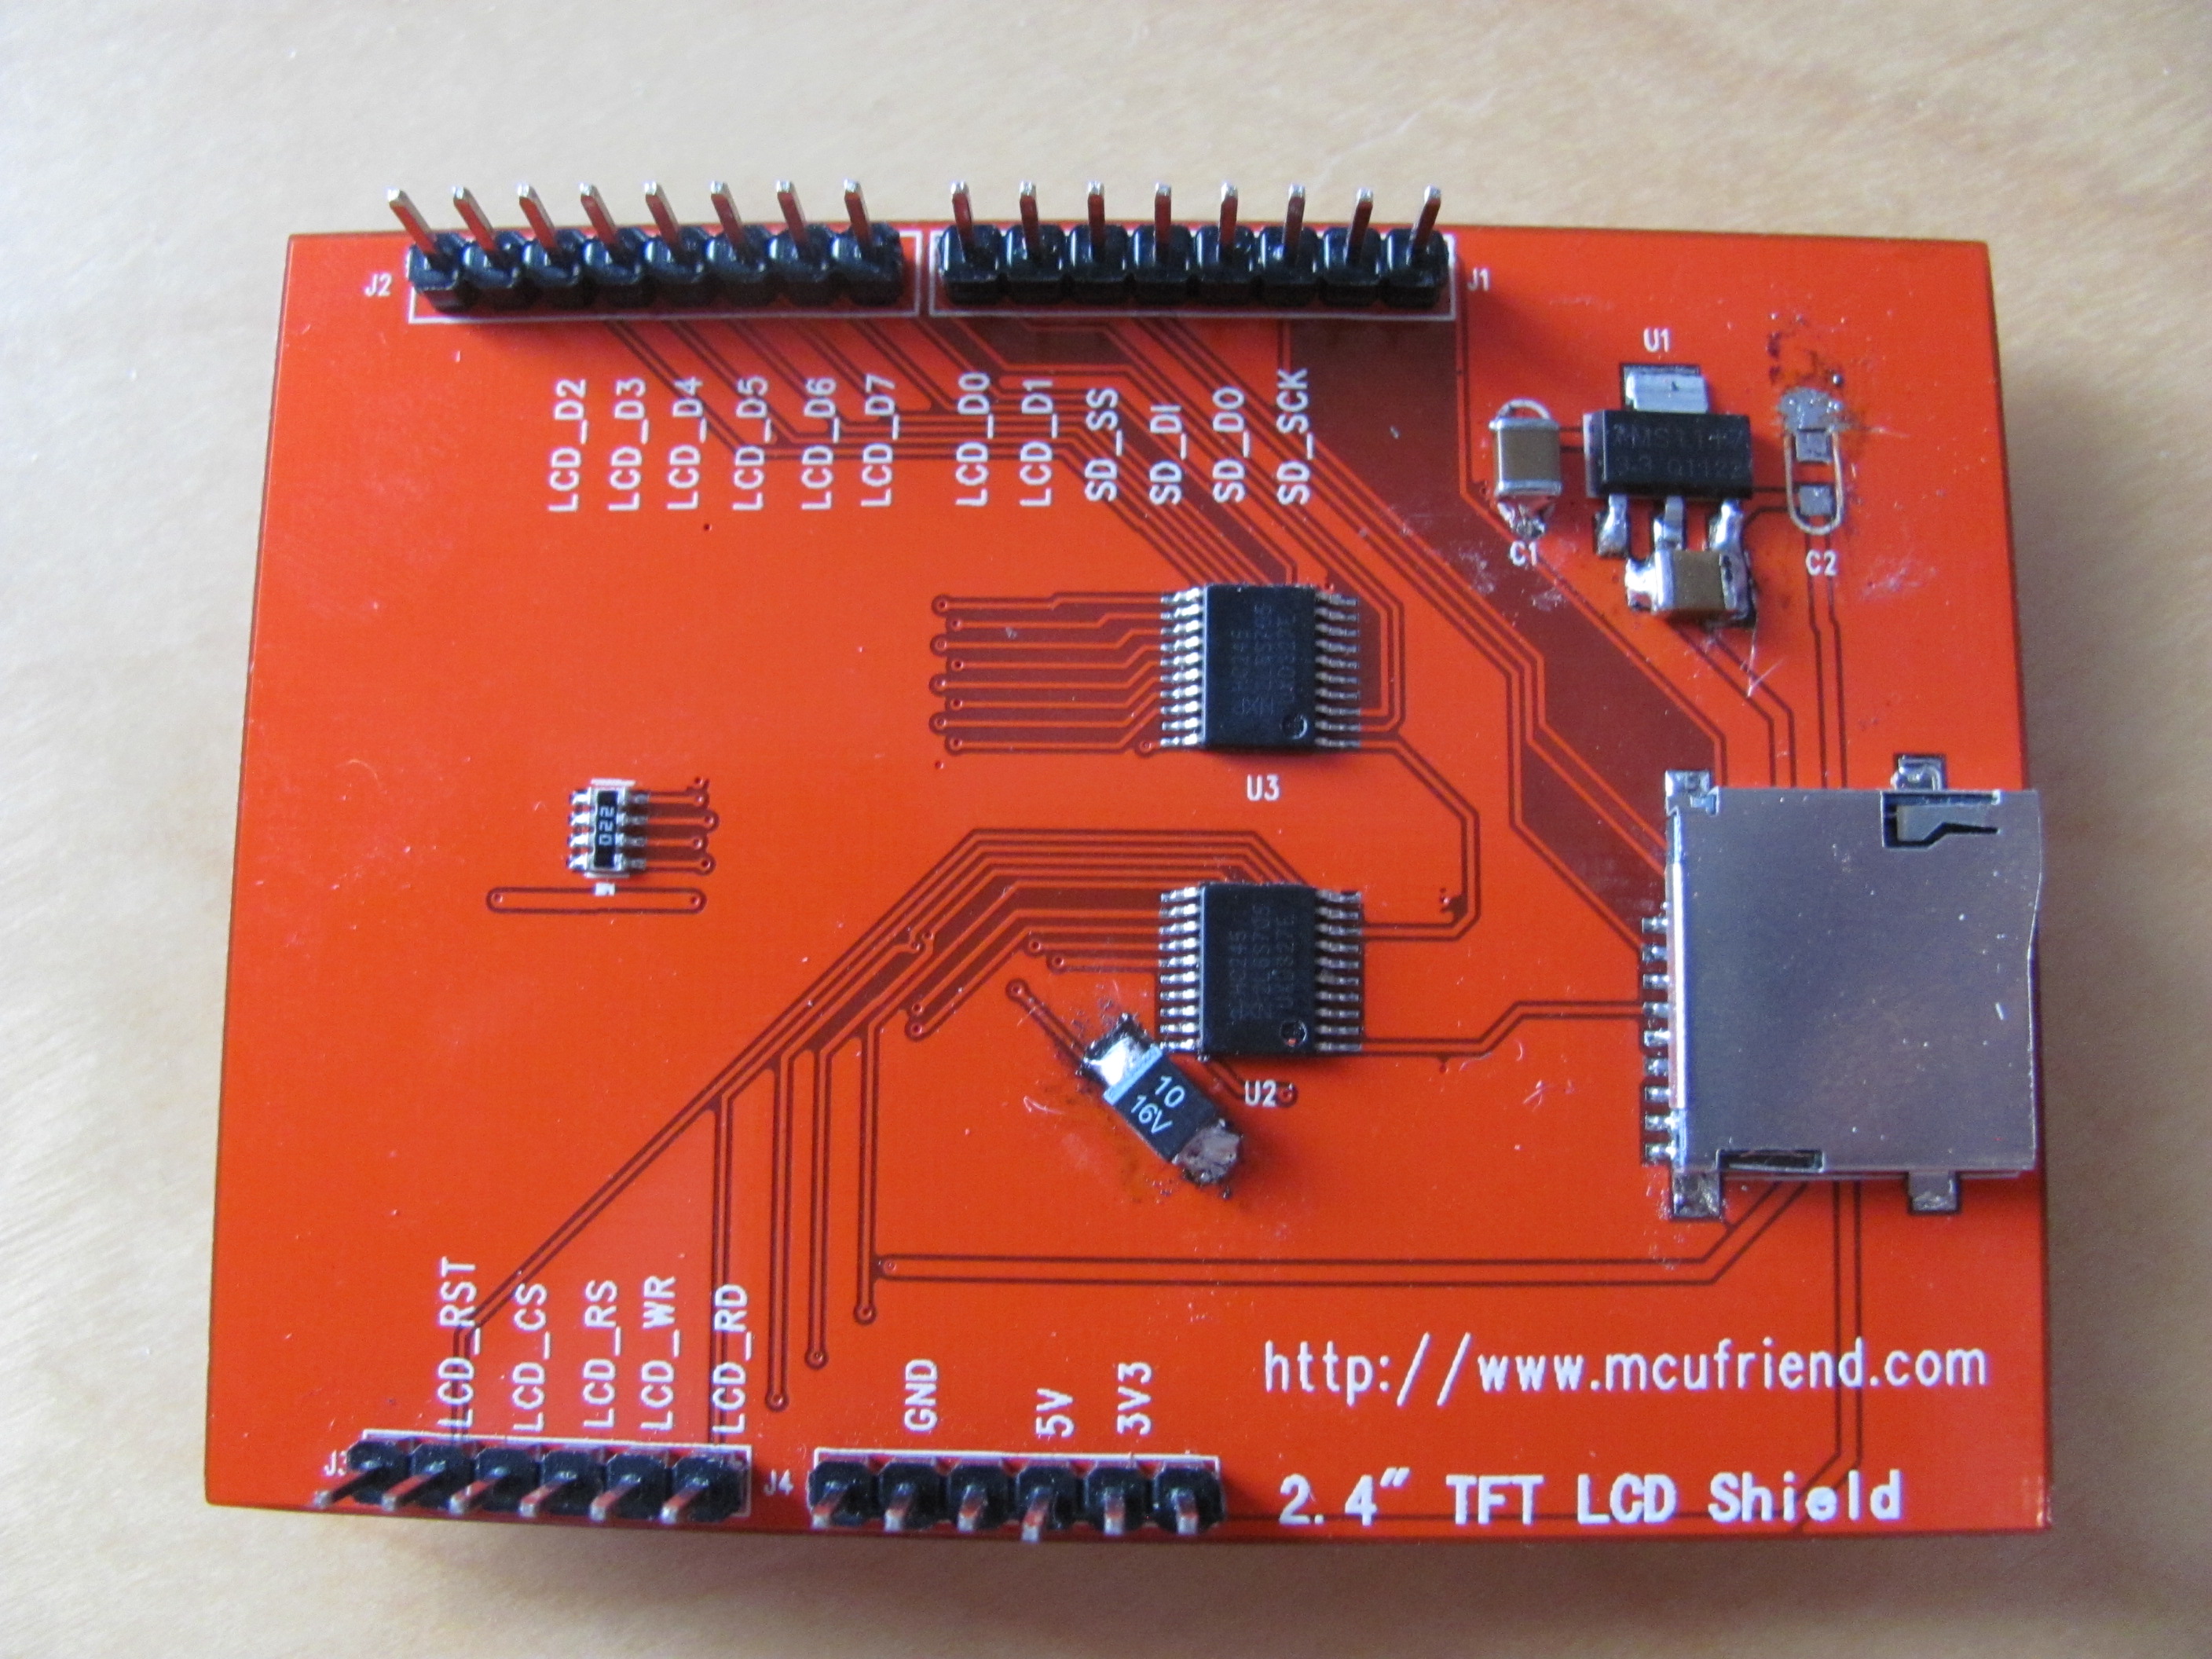 J2
J1
U1
LCD_D2
LCD_D3
LCD_D4
LCD_D5
LCD_D6
LCD_D7
LCD_D0
LCD_D1
SD_SS
SD_DI
SD_DO
SD_SCK
C1
C2
U3
220
U2
10
16V
LCD_RST
LCD_CS
LCD_RS
LCD_WR
LCD_RD
GND
5V
3V3
http://www.mcufriend.com
J3
J4
2.4" TFT LCD Shield